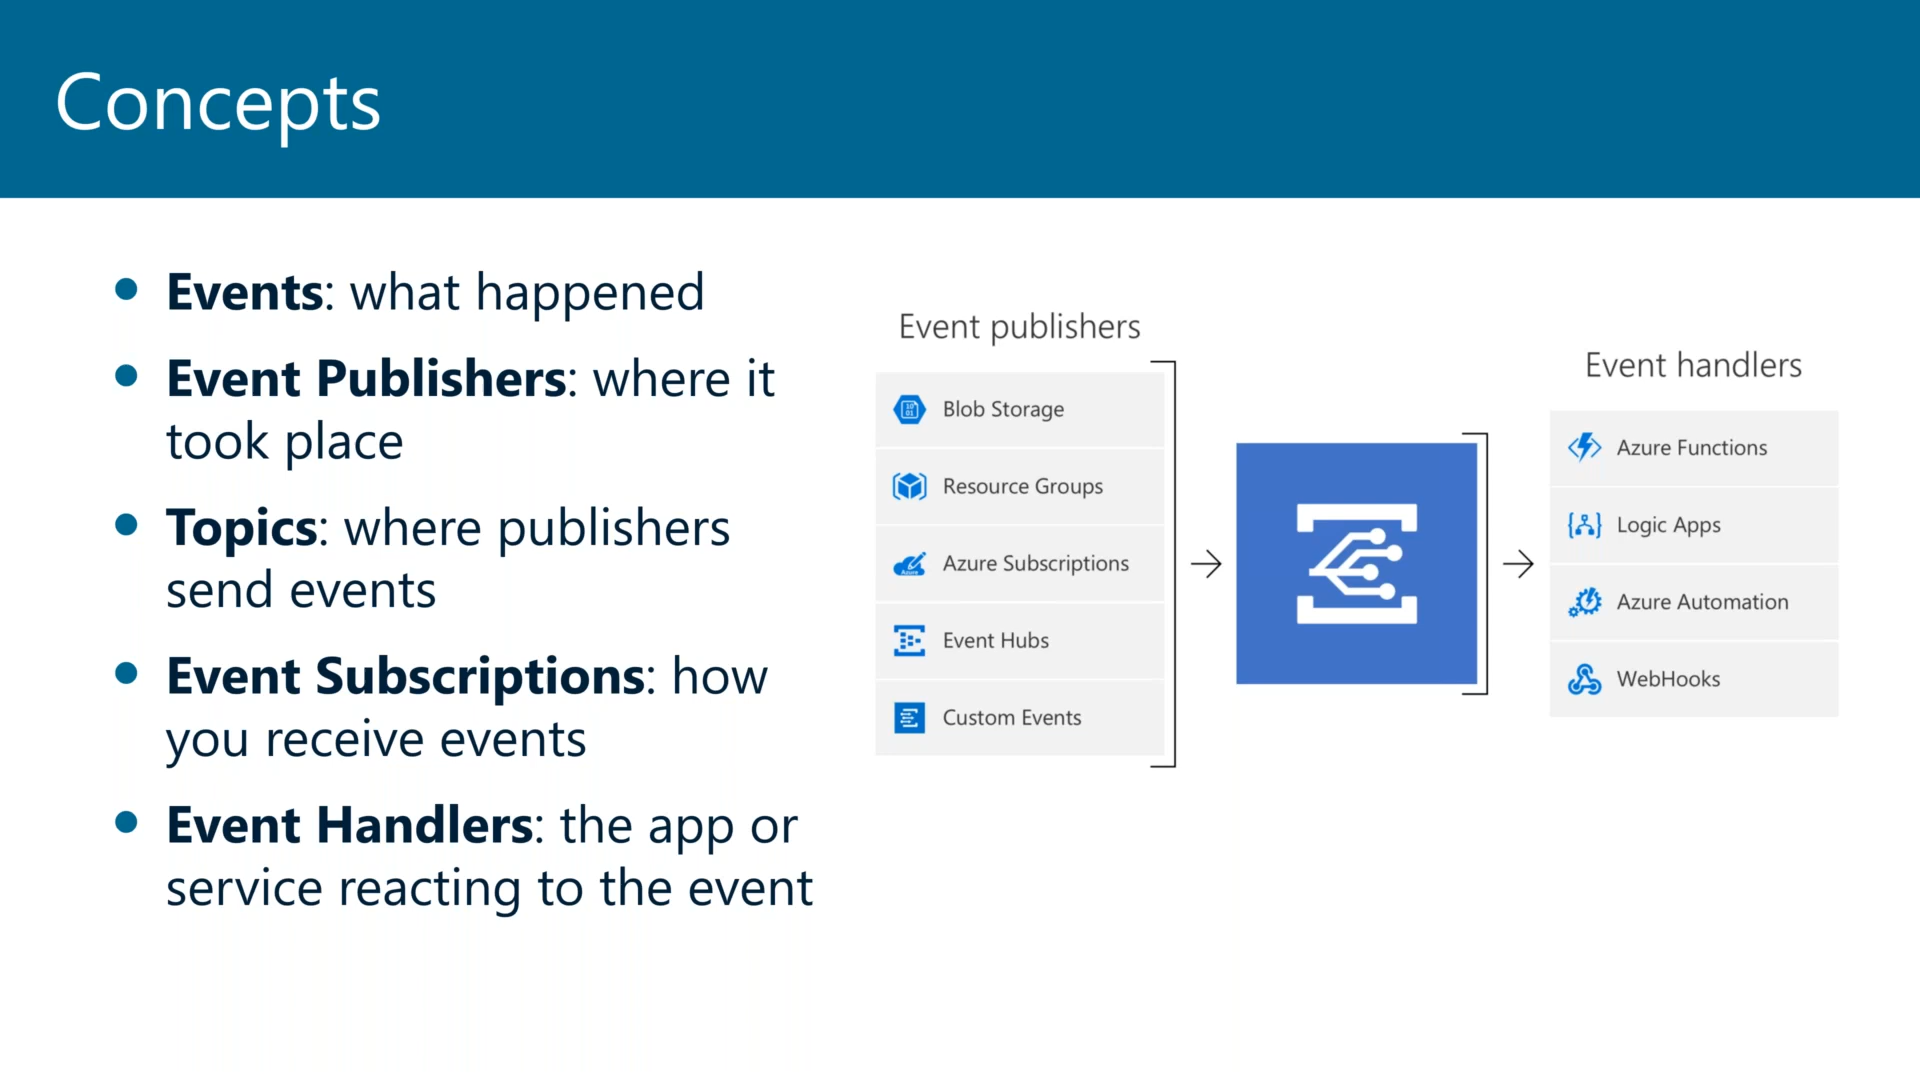 Concepts
• Events: what happened
• Event Publishers: where it
took place
• Topics: where publishers
send events
• Event Subscriptions: how
you receive events
• Event Handlers: the app or
service reacting to the event
Event publishers
Blob Storage
Resource Groups
Azure Subscriptions
Event Hubs
Custom Events
Event handlers
Azure Functions
Logic Apps
Azure Automation
WebHooks